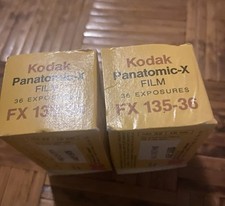 Kodak
Panatomic-X
FILM
36 EXPOSURES
FX 135-
Kodak
Panatomic-X
FILM
36 EXPOSURES
FX 135-36